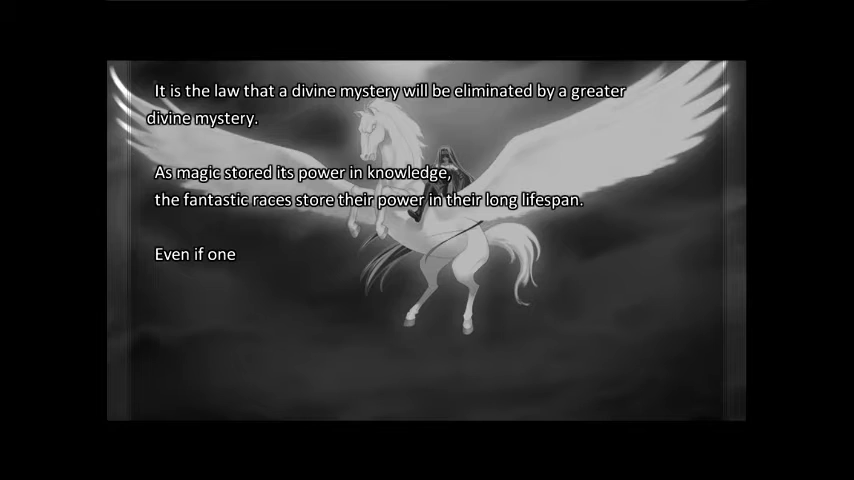 It is the law that a divine mystery will be eliminated by a greater
divine mystery.
As magic stored its power in knowledge,
the fantastic races store their power in their long lifespan.
Even if one